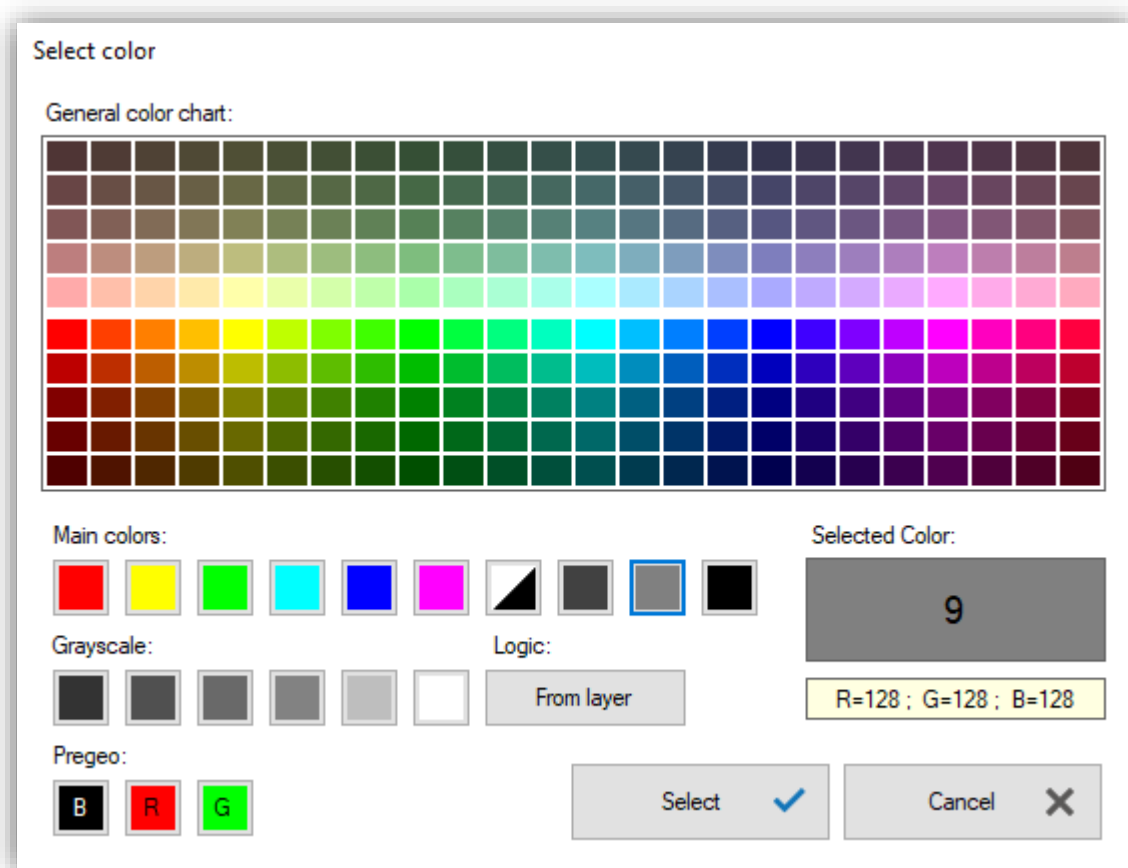 Select color
General color chart:
Main colors:
Selected Color:
9
Grayscale:
Logic:
From layer
R=128 ; G=128 ; B=128
Pregeo:
B R G
Select
Cancel